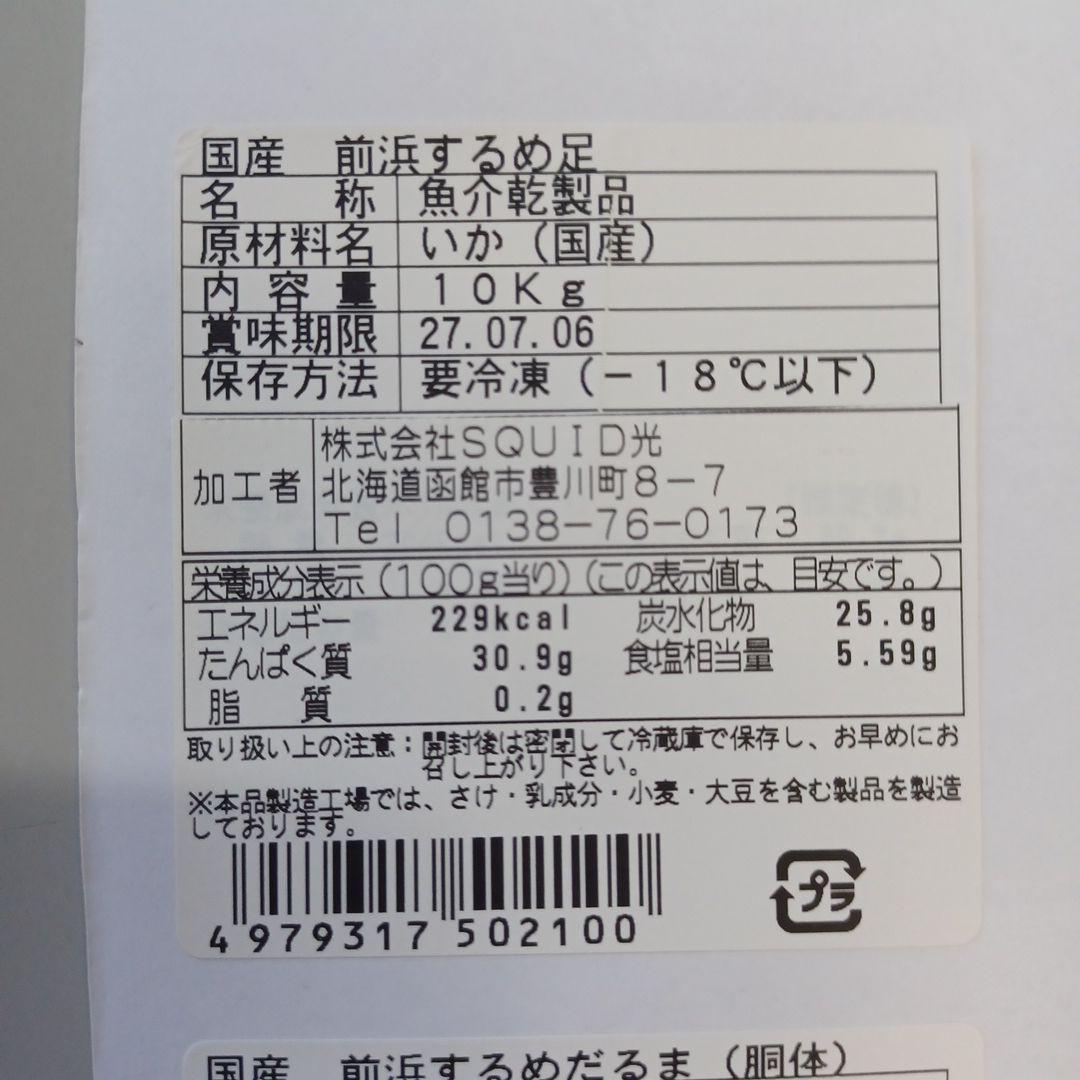 国産 前浜するめ足
名称 魚介乾製品
原材料名 いか（国産）
内容量 １０Ｋｇ
賞味期限 27.07.06
保存方法 要冷凍（－１８℃以下）
加工者 株式会社ＳＱＵＩＤ光
北海道函館市豊川町８－７
Ｔｅｌ ０１３８－７６－０１７３
栄養成分表示（１００ｇ当り）（この表示値は、目安です。）
エネルギー 229kcal 炭水化物 25.8g
たんぱく質 30.9g 食塩相当量 5.59g
脂質 0.2g
取り扱い上の注意：開封後は密閉して冷蔵庫で保存し、お早めにお
召し上がり下さい。
※本品製造工場では、さけ・乳成分・小麦・大豆を含む製品を製造
しております。
4 979317 502100
プラ
国産 前浜するめだるま（胴体）